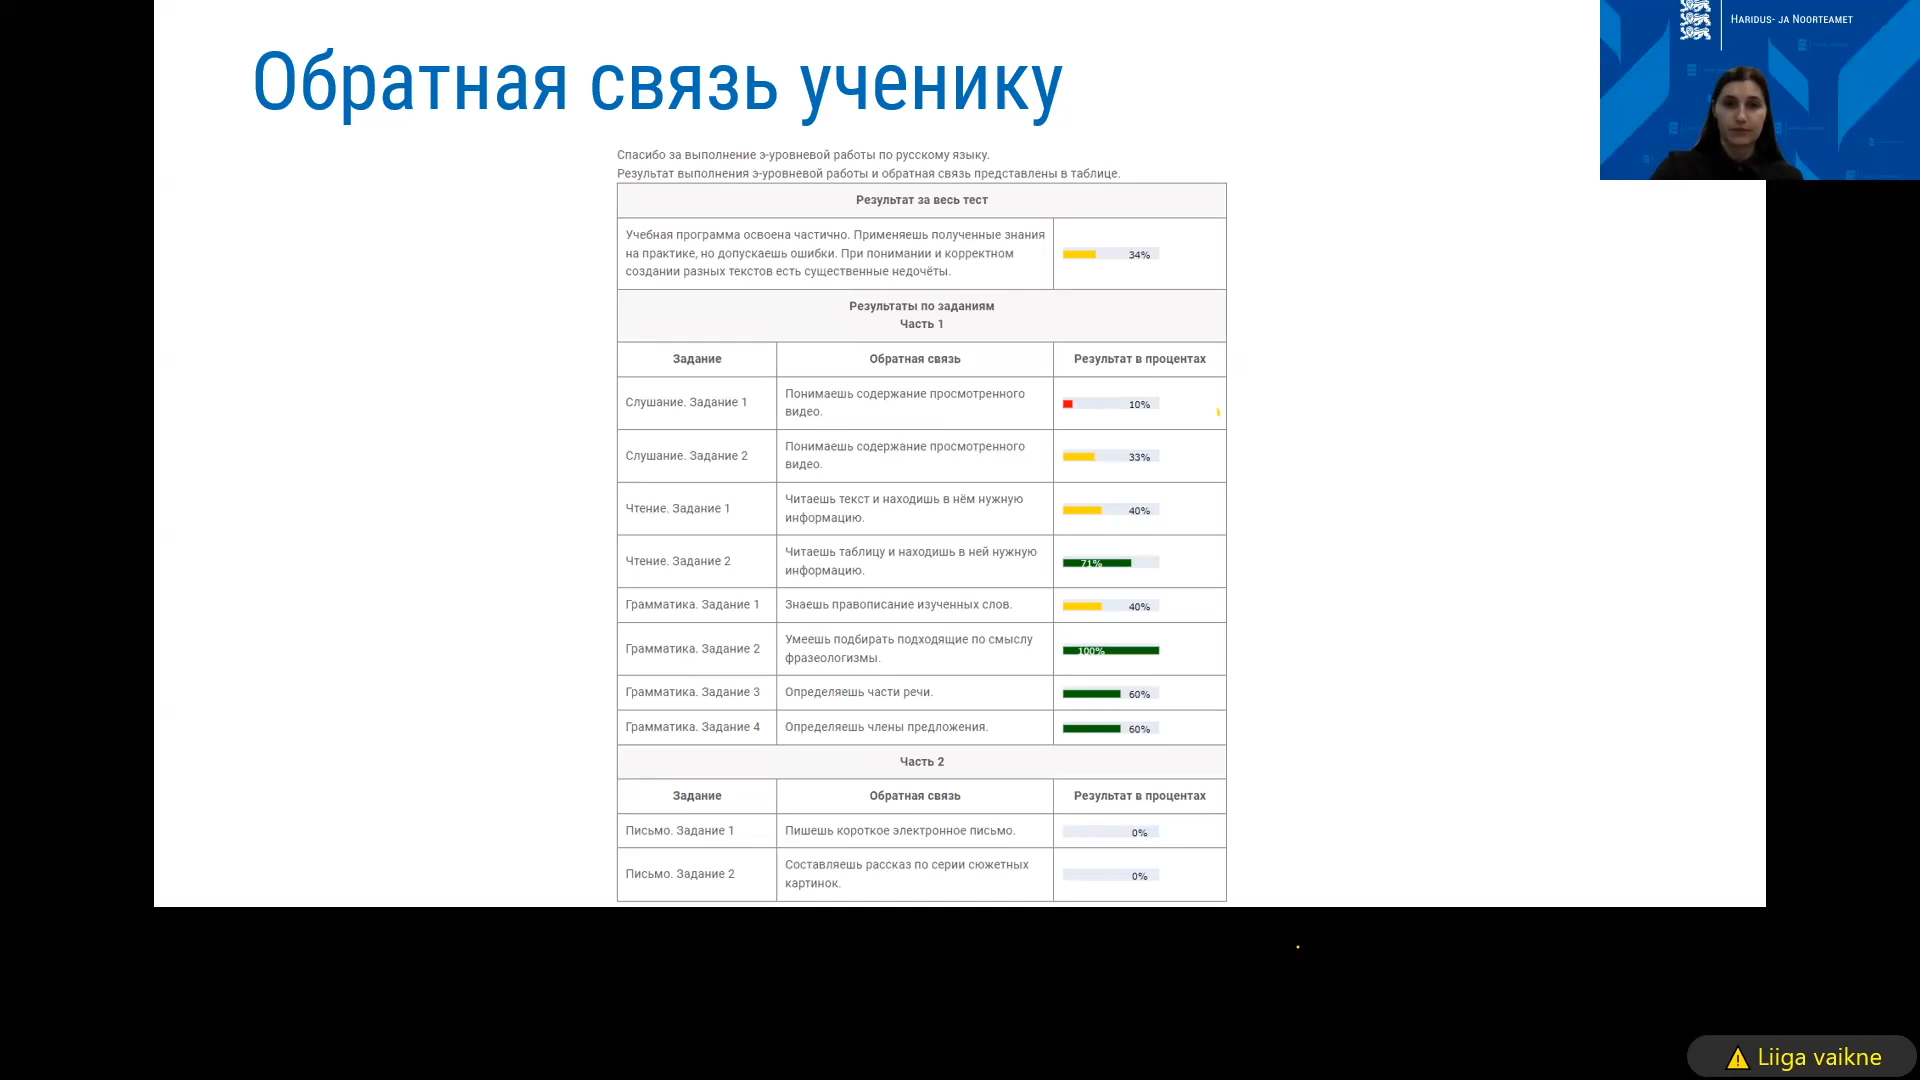 HARIDUS- JA NOORTEAMET
Обратная связь ученику
Спасибо за выполнение э-уровневой работы по русскому языку.
Результат выполнения э-уровневой работы и обратная связь представлены в таблице.
Результат за весь тест
Учебная программа освоена частично. Применяешь полученные знания
на практике, но допускаешь ошибки. При понимании и корректном
создании разных текстов есть существенные недочёты.
34%
Результаты по заданиям
Часть 1
Задание Обратная связь Результат в процентах
Слушание. Задание 1 Понимаешь содержание просмотренного
видео.
10%
Слушание. Задание 2 Понимаешь содержание просмотренного
видео.
33%
Чтение. Задание 1 Читаешь текст и находишь в нём нужную
информацию.
40%
Чтение. Задание 2 Читаешь таблицу и находишь в ней нужную
информацию.
71%
Грамматика. Задание 1 Знаешь правописание изученных слов. 40%
Грамматика. Задание 2 Умеешь подбирать подходящие по смыслу
фразеологизмы.
100%
Грамматика. Задание 3 Определяешь части речи. 60%
Грамматика. Задание 4 Определяешь члены предложения. 60%
Часть 2
Задание Обратная связь Результат в процентах
Письмо. Задание 1 Пишешь короткое электронное письмо. 0%
Письмо. Задание 2 Составляешь рассказ по серии сюжетных
картинок.
0%
Liiga vaikne